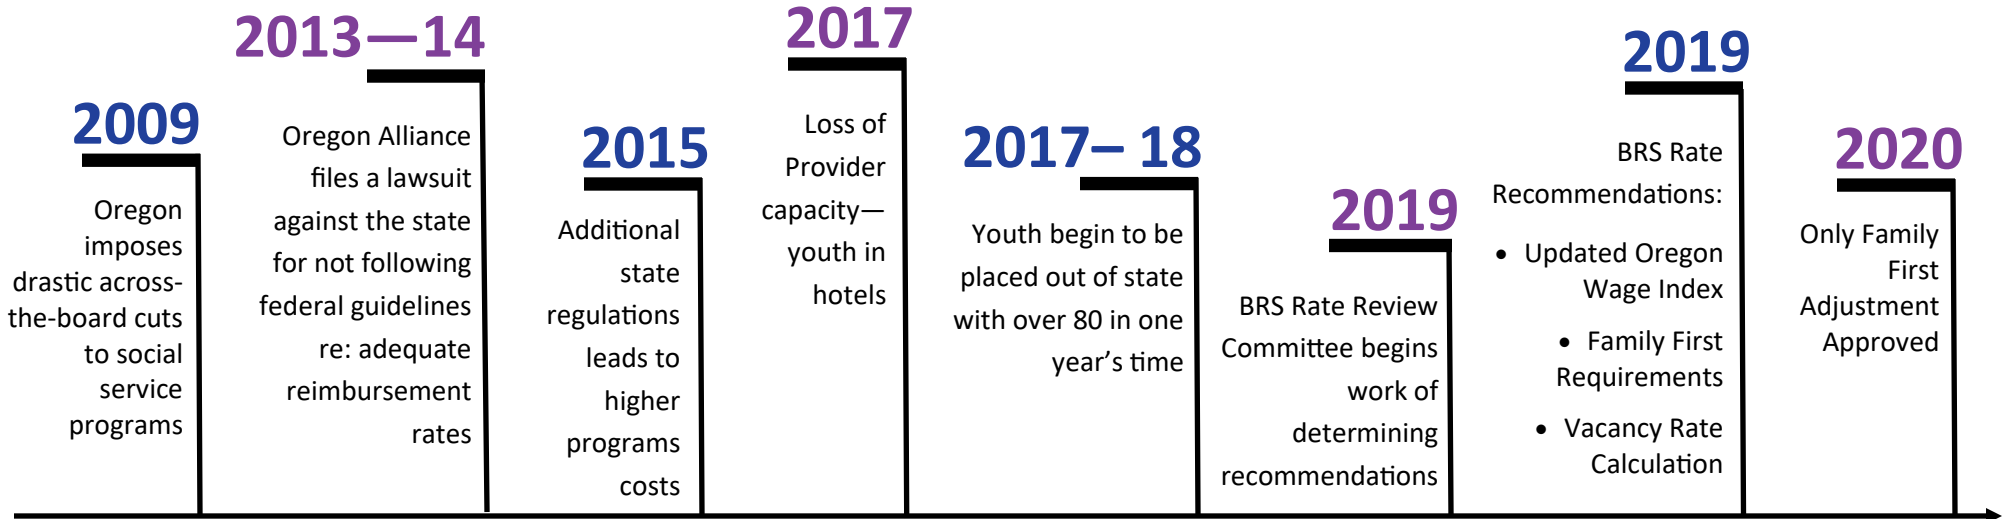 2009
Oregon
imposes
drastic across-
the-board cuts
to social
service
programs
2013—14
Oregon Alliance
files a lawsuit
against the state
for not following
federal guidelines
re: adequate
reimbursement
rates
2015
Additional
state
regulations
leads to
higher
programs
costs
2017
Loss of
Provider
capacity—
youth in
hotels
2017– 18
Youth begin to be
placed out of state
with over 80 in one
year’s time
2019
BRS Rate Review
Committee begins
work of
determining
recommendations
2019
BRS Rate
Recommendations:
• Updated Oregon
Wage Index
• Family First
Requirements
• Vacancy Rate
Calculation
2020
Only Family
First
Adjustment
Approved